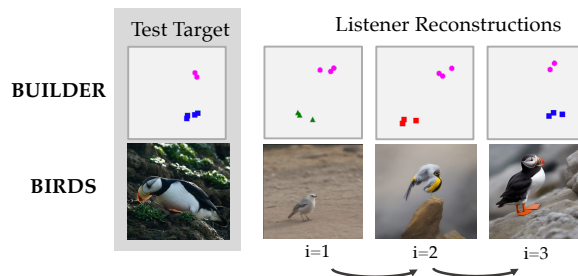 Test Target
Listener Reconstructions
BUILDER
BIRDS
i=1
i=2
i=3